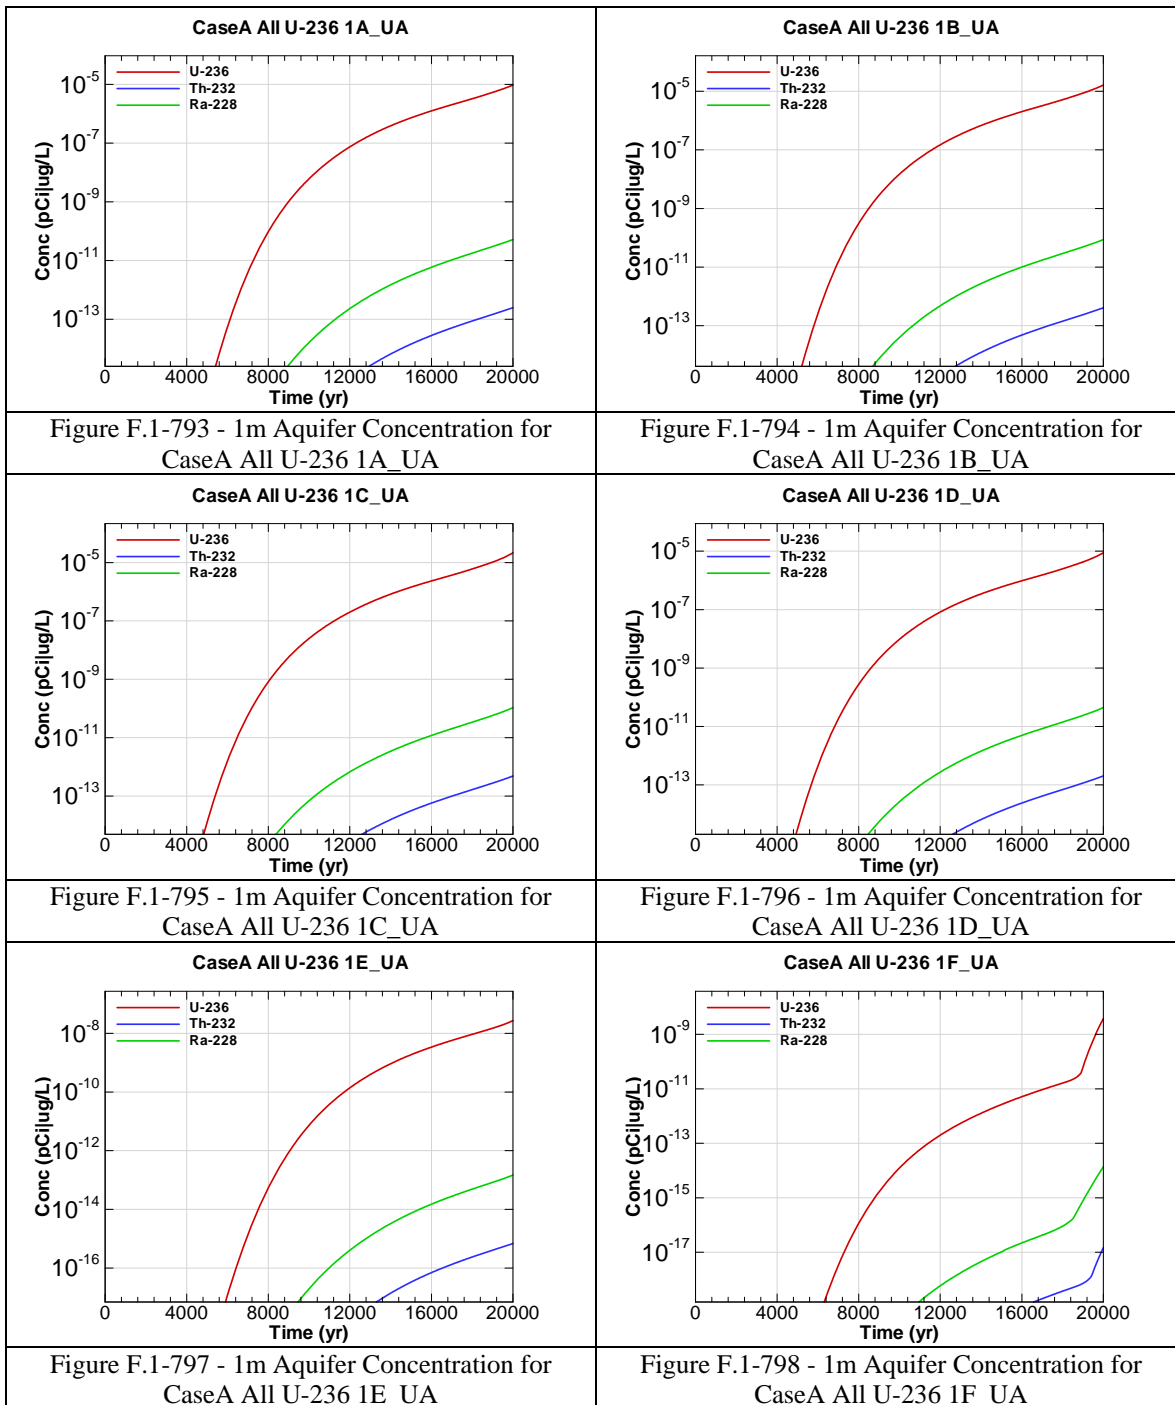 CaseA All U-236 1A_UA
U-236
Th-232
Ra-228
10-5
10-7
10-9
10-11
10-13
Conc (pCi|ug/L)
0 4000 8000 12000 16000 20000
Time (yr)
Figure F.1-793 - 1m Aquifer Concentration for
CaseA All U-236 1A_UA
CaseA All U-236 1B_UA
U-236
Th-232
Ra-228
10-5
10-7
10-9
10-11
10-13
Conc (pCi|ug/L)
0 4000 8000 12000 16000 20000
Time (yr)
Figure F.1-794 - 1m Aquifer Concentration for
CaseA All U-236 1B_UA
CaseA All U-236 1C_UA
U-236
Th-232
Ra-228
10-5
10-7
10-9
10-11
10-13
Conc (pCi|ug/L)
0 4000 8000 12000 16000 20000
Time (yr)
Figure F.1-795 - 1m Aquifer Concentration for
CaseA All U-236 1C_UA
CaseA All U-236 1D_UA
U-236
Th-232
Ra-228
10-5
10-7
10-9
10-11
10-13
Conc (pCi|ug/L)
0 4000 8000 12000 16000 20000
Time (yr)
Figure F.1-796 - 1m Aquifer Concentration for
CaseA All U-236 1D_UA
CaseA All U-236 1E_UA
U-236
Th-232
Ra-228
10-8
10-10
10-12
10-14
10-16
Conc (pCi|ug/L)
0 4000 8000 12000 16000 20000
Time (yr)
Figure F.1-797 - 1m Aquifer Concentration for
CaseA All U-236 1E_UA
CaseA All U-236 1F_UA
U-236
Th-232
Ra-228
10-9
10-11
10-13
10-15
10-17
Conc (pCi|ug/L)
0 4000 8000 12000 16000 20000
Time (yr)
Figure F.1-798 - 1m Aquifer Concentration for
CaseA All U-236 1F_UA